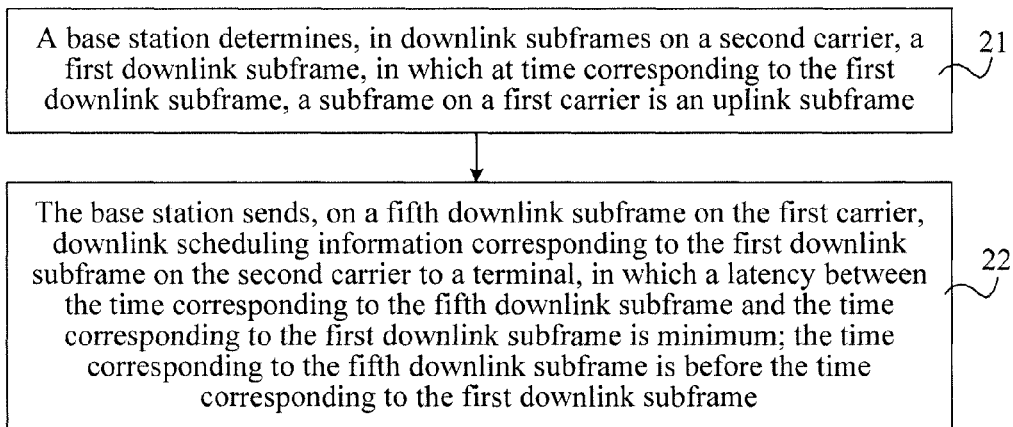 A base station determines, in downlink subframes on a second carrier, a
first downlink subframe, in which at time corresponding to the first
downlink subframe, a subframe on a first carrier is an uplink subframe
21
The base station sends, on a fifth downlink subframe on the first carrier,
downlink scheduling information corresponding to the first downlink
subframe on the second carrier to a terminal, in which a latency between
the time corresponding to the fifth downlink subframe and the time
corresponding to the first downlink subframe is minimum; the time
corresponding to the fifth downlink subframe is before the time
corresponding to the first downlink subframe
22